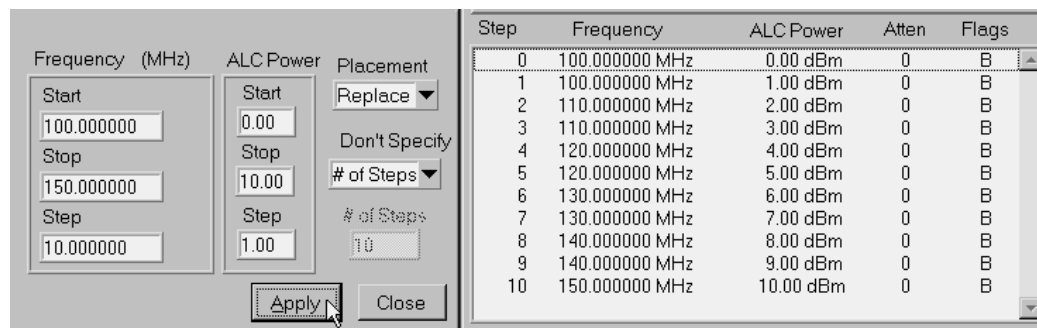 Frequency (MHz)
Start
100.000000
Stop
150.000000
Step
10.000000
ALC Power
Start
0.00
Stop
10.00
Step
1.00
Placement
Replace
Don't Specify
# of Steps
# of Steps
10
Apply
Close
Step Frequency ALC Power Atten Flags
0 100.000000 MHz 0.00 dBm 0 B
1 100.000000 MHz 1.00 dBm 0 B
2 110.000000 MHz 2.00 dBm 0 B
3 110.000000 MHz 3.00 dBm 0 B
4 120.000000 MHz 4.00 dBm 0 B
5 120.000000 MHz 5.00 dBm 0 B
6 130.000000 MHz 6.00 dBm 0 B
7 130.000000 MHz 7.00 dBm 0 B
8 140.000000 MHz 8.00 dBm 0 B
9 140.000000 MHz 9.00 dBm 0 B
10 150.000000 MHz 10.00 dBm 0 B